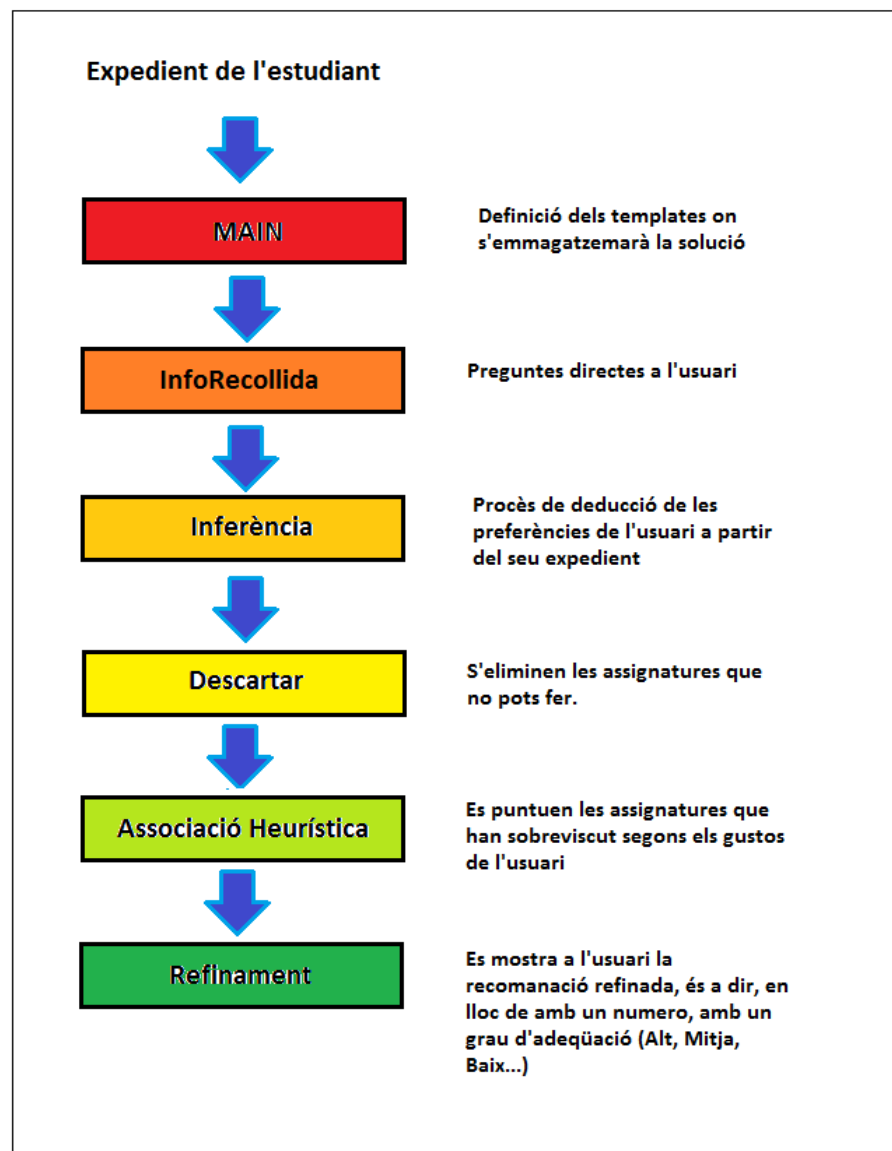 Expedient de l'estudiant
MAIN
Definició dels templates on
s'emmagatzemarà la solució
InfoRecollida
Preguntes directes a l'usuari
Inferència
Procès de deducció de les
preferències de l'usuari a partir
del seu expedient
Descartar
S'eliminen les assignatures que
no pots fer.
Associació Heurística
Es puntuen les assignatures que
han sobreviscut segons els gustos
de l'usuari
Refinament
Es mostra a l'usuari la
recomanació refinada, és a dir, en
lloc de amb un numero, amb un
grau d'adeqüació (Alt, Mitja,
Baix...)